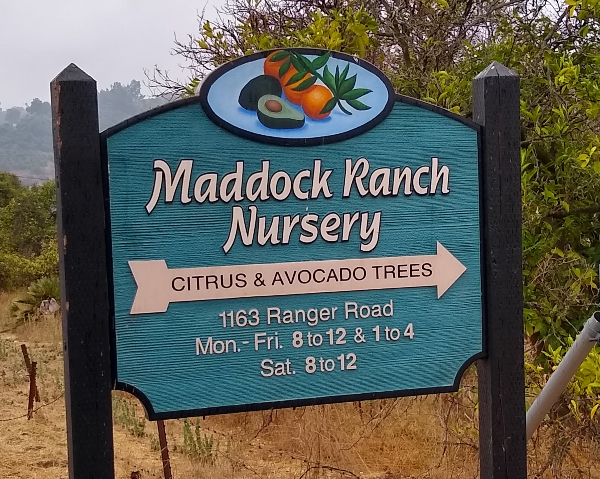 Maddock Ranch
Nursery
CITRUS & AVOCADO TREES
1163 Ranger Road
Mon.- Fri. 8 to 12 & 1 to 4
Sat. 8 to 12